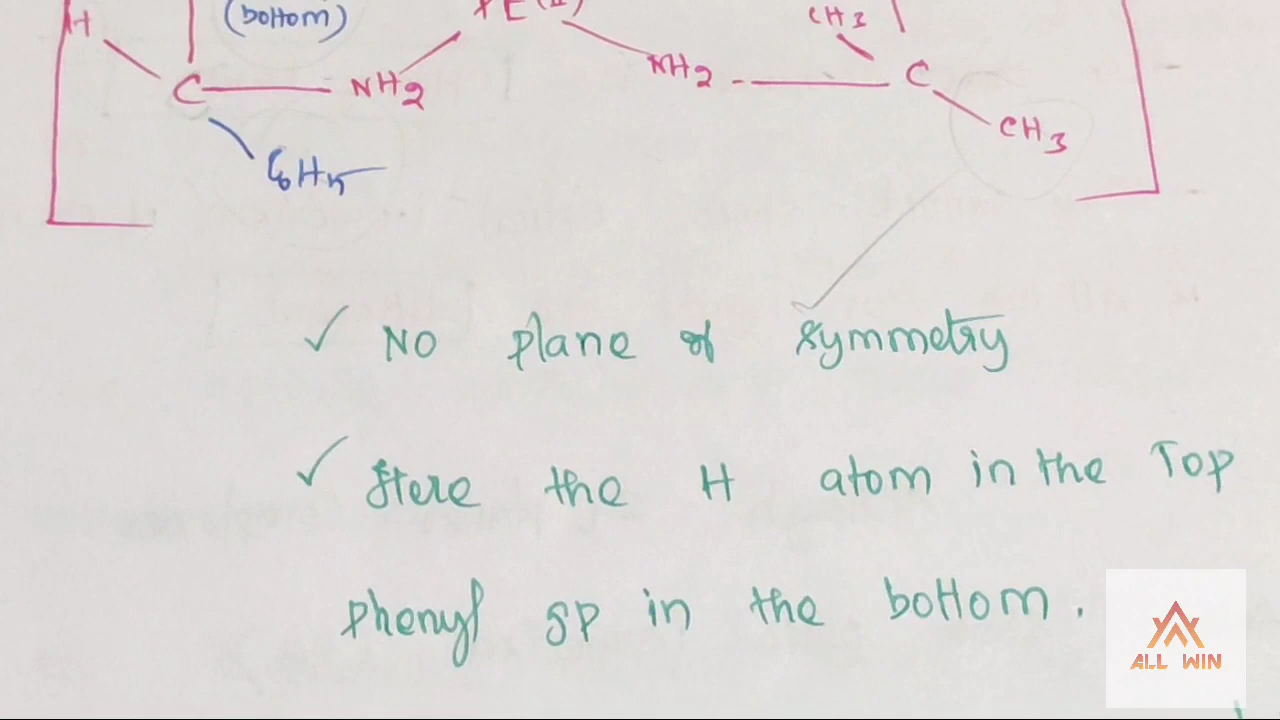 (bottom)
CH3
H
C
NH2
NH2
C
CH3
C6H5
✓ NO plane of symmetry
✓ Here the H atom in the Top
phenyl gp in the bottom.
ALL WIN